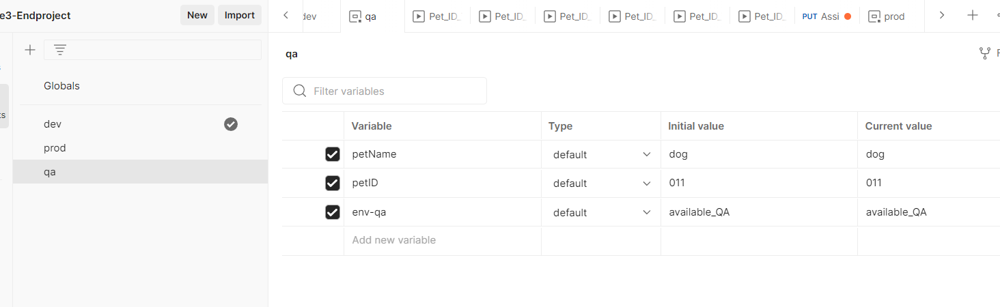 e3-Endproject New Import
dev qa Pet_ID_ Pet_ID_ Pet_ID_ Pet_ID_ Pet_ID_ Pet_ID_ PUT Assi prod
Globals
dev
prod
qa
qa
Filter variables
Variable Type Initial value Current value
petName default dog dog
petID default 011 011
env-qa default available_QA available_QA
Add new variable